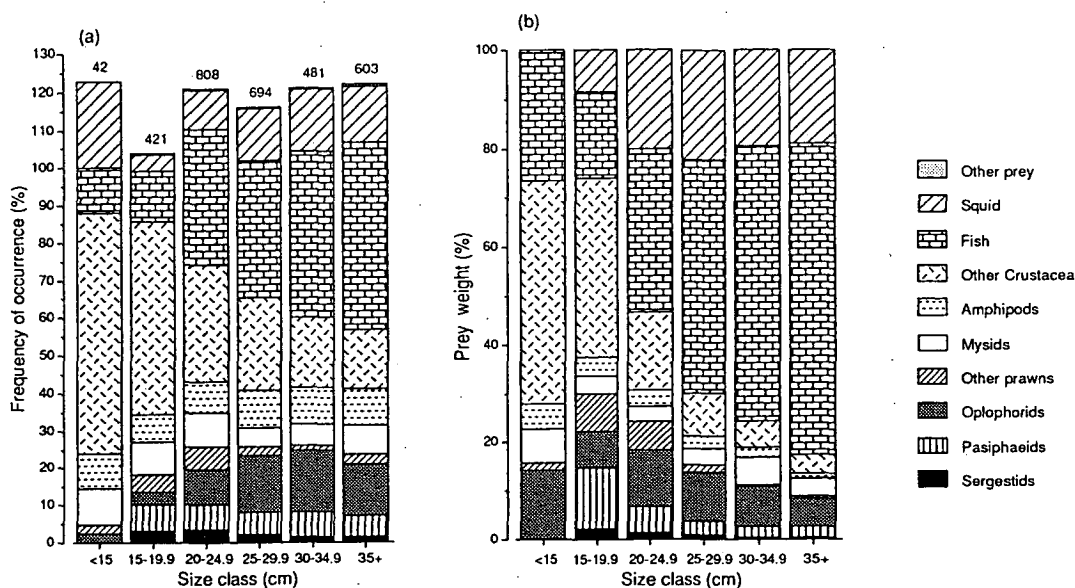 (a)
130
120
110
100
90
80
70
60
50
40
30
20
10
0
Frequency of occurrence (%)
42
421
808
694
481
603
<15
15-19.9
20-24.9
25-29.9
30-34.9
35+
Size class (cm)
(b)
100
80
60
40
20
0
Prey weight (%)
<15
15-19.9
20-24.9
25-29.9
30-34.9
35+
Size class (cm)
Other prey
Squid
Fish
Other Crustacea
Amphipods
Mysids
Other prawns
Oplophorids
Pasiphaeids
Sergestids